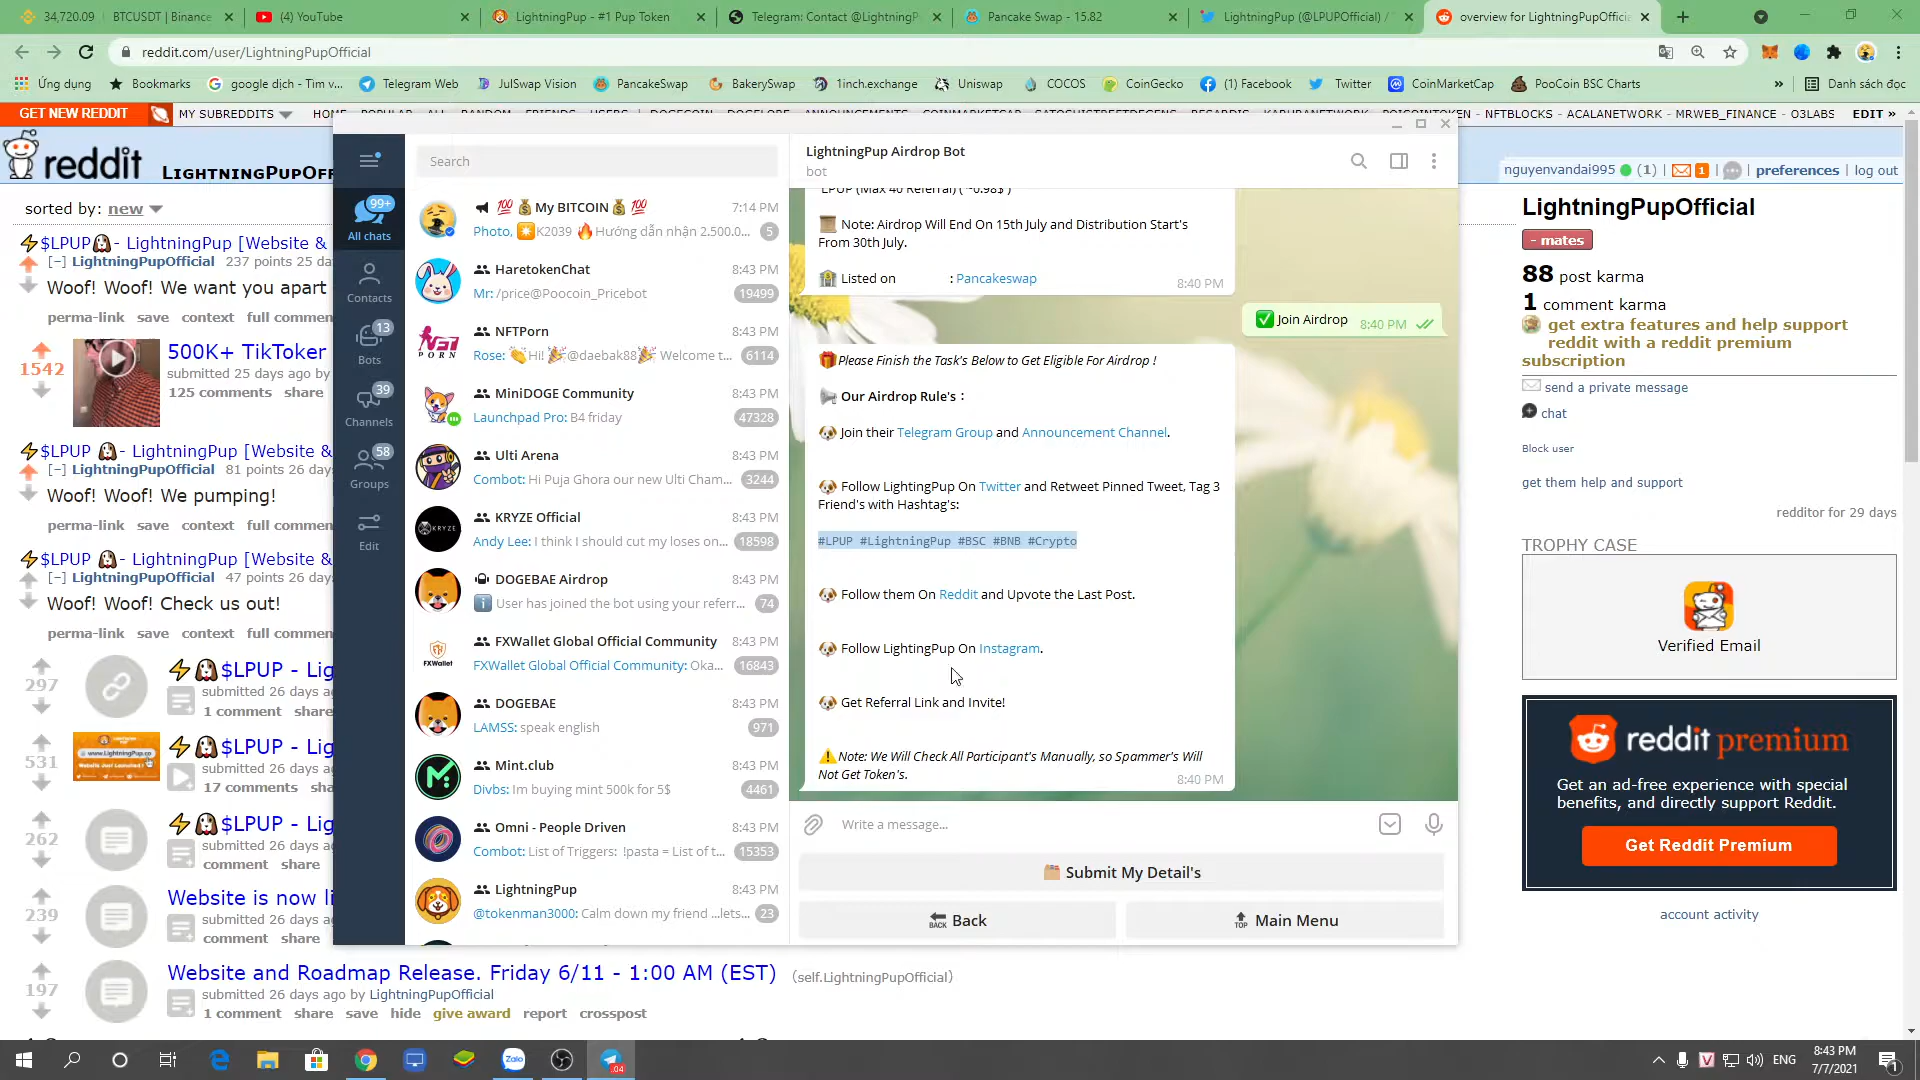 34,720.09 BTCUSDT | Binance
(4) YouTube
LightningPup - #1 Pup Token
Telegram: Contact @LightningP
Pancake Swap - 15.82
LightningPup (@LPUPOfficial) /
overview for LightningPupOfficia
reddit.com/user/LightningPupOfficial
Ứng dụng
Bookmarks
google dịch - Tìm v...
Telegram Web
JulSwap Vision
PancakeSwap
BakerySwap
1inch.exchange
Uniswap
COCOS
CoinGecko
(1) Facebook
Twitter
CoinMarketCap
PooCoin BSC Charts
»
Danh sách đọc
GET NEW REDDIT
MY SUBREDDITS
- NFTBLOCKS - ACALANETWORK - MRWEB_FINANCE - O3LABS
EDIT »
reddit
LIGHTNINGPUPOFF
nguyenvandai995 (1) | 1 | | preferences | log out
sorted by: new
⚡$LPUP - LightningPup [Website &
[–] LightningPupOfficial 237 points 25 da
Woof! Woof! We want you apart
perma-link save context full commen
1542
500K+ TikToker
submitted 25 days ago by
125 comments share
⚡$LPUP - LightningPup [Website &
[–] LightningPupOfficial 81 points 26 day
Woof! Woof! We pumping!
perma-link save context full commen
⚡$LPUP - LightningPup [Website &
[–] LightningPupOfficial 47 points 26 day
Woof! Woof! Check us out!
perma-link save context full commen
297
⚡$LPUP - Lig
submitted 26 days ago
1 comment share
531
⚡$LPUP - Lig
submitted 26 days ago
17 comments sha
262
⚡$LPUP - Lig
submitted 26 days ago
comment share
239
Website is now li
submitted 26 days ago
comment share
197
Website and Roadmap Release. Friday 6/11 - 1:00 AM (EST) (self.LightningPupOfficial)
submitted 26 days ago by LightningPupOfficial
1 comment share save hide give award report crosspost
99+
All chats
Contacts
13
Bots
39
Channels
58
Groups
Edit
Search
💯💰My BITCOIN💰💯 7:14 PM
Photo, K2039 🔥Hướng dẫn nhận 2.500.0... 5
HaretokenChat 8:43 PM
Mr: /price@Poocoin_Pricebot 19499
NFTPorn 8:43 PM
Rose: 👏Hi! 🎉@daebak88🎉 Welcome t... 6114
MiniDOGE Community 8:43 PM
Launchpad Pro: B4 friday 47328
Ulti Arena 8:43 PM
Combot: Hi Puja Ghora our new Ulti Cham... 3244
KRYZE Official 8:43 PM
Andy Lee: I think I should cut my loses on... 18598
DOGEBAE Airdrop 8:43 PM
User has joined the bot using your referr... 74
FXWallet Global Official Community 8:43 PM
FXWallet Global Official Community: Oka... 16843
DOGEBAE 8:43 PM
LAMSS: speak english 971
Mint.club 8:43 PM
Divbs: Im buying mint 500k for 5$ 4461
Omni - People Driven 8:43 PM
Combot: List of Triggers: !pasta = List of t... 15353
LightningPup 8:43 PM
@tokenman3000: Calm down my friend ...lets... 23
LightningPup Airdrop Bot
bot
LPUP (Max 40 Referral) ( ~0.98$ )
Note: Airdrop Will End On 15th July and Distribution Start's
From 30th July.
Listed on : Pancakeswap
8:40 PM
✅Join Airdrop 8:40 PM
🎁Please Finish the Task's Below to Get Eligible For Airdrop !
Our Airdrop Rule's :
Join their Telegram Group and Announcement Channel.
Follow LightingPup On Twitter and Retweet Pinned Tweet, Tag 3
Friend's with Hashtag's:
#LPUP #LightningPup #BSC #BNB #Crypto
Follow them On Reddit and Upvote the Last Post.
Follow LightingPup On Instagram.
Get Referral Link and Invite!
⚠Note: We Will Check All Participant's Manually, so Spammer's Will
Not Get Token's.
8:40 PM
Write a message...
Submit My Detail's
Back
Main Menu
LightningPupOfficial
- mates
88 post karma
1 comment karma
get extra features and help support
reddit with a reddit premium
subscription
send a private message
chat
Block user
get them help and support
redditor for 29 days
TROPHY CASE
Verified Email
reddit premium
Get an ad-free experience with special
benefits, and directly support Reddit.
Get Reddit Premium
account activity
Zalo
ENG
8:43 PM
7/7/2021